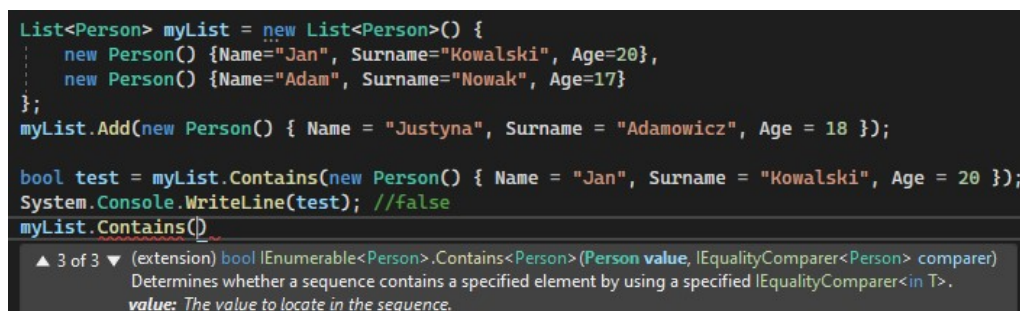 List<Person> myList = new List<Person>() {
new Person() {Name="Jan", Surname="Kowalski", Age=20},
new Person() {Name="Adam", Surname="Nowak", Age=17}
};
myList.Add(new Person() { Name = "Justyna", Surname = "Adamowicz", Age = 18 });
bool test = myList.Contains(new Person() { Name = "Jan", Surname = "Kowalski", Age = 20 });
System.Console.WriteLine(test); //false
myList.Contains()
▲ 3 of 3 ▼ (extension) bool IEnumerable<Person>.Contains<Person>(Person value, IEqualityComparer<Person> comparer)
Determines whether a sequence contains a specified element by using a specified IEqualityComparer<in T>.
value: The value to locate in the sequence.